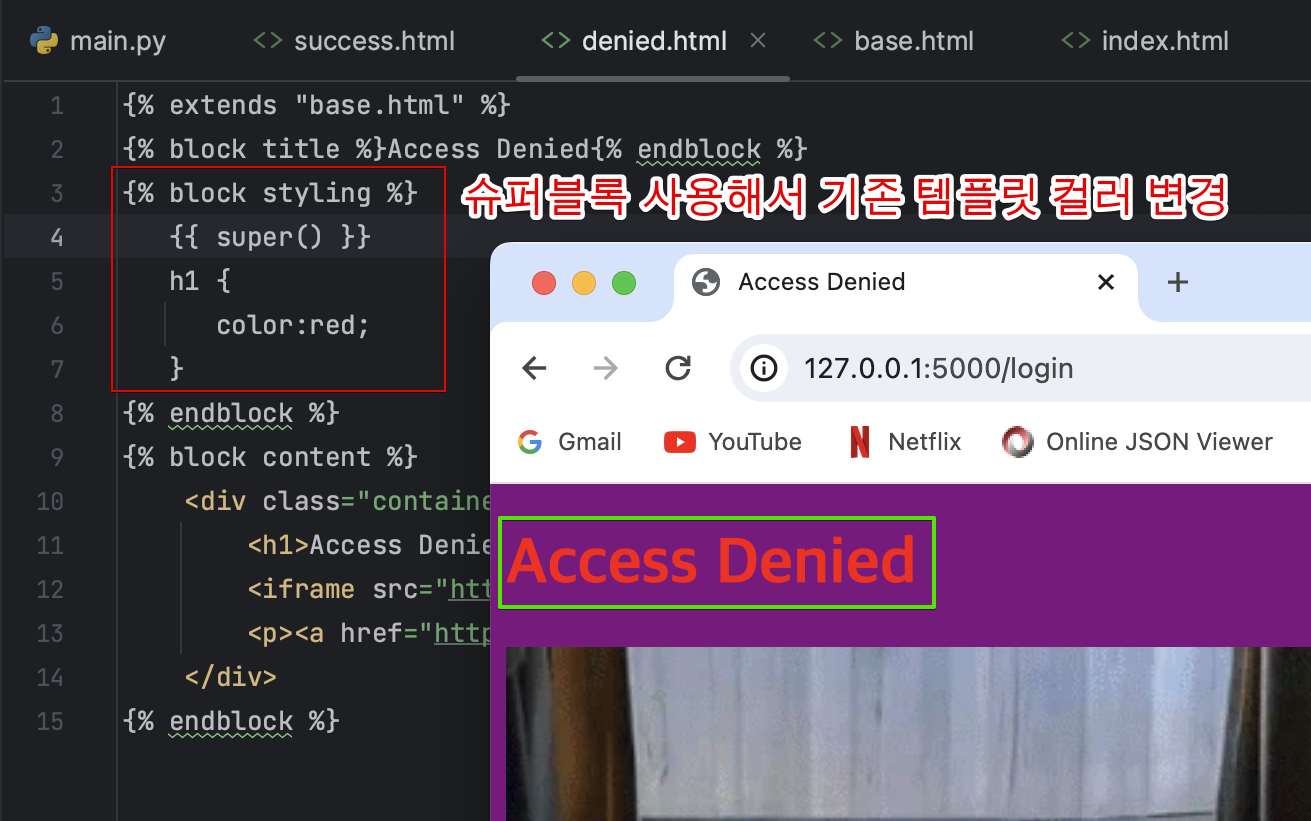 main.py
success.html
denied.html
base.html
index.html
1 {% extends "base.html" %}
2 {% block title %}Access Denied{% endblock %}
3 {% block styling %}
슈퍼블록 사용해서 기존 템플릿 컬러 변경
4 {{ super() }}
5 h1 {
6 color:red;
7 }
8 {% endblock %}
9 {% block content %}
10 <div class="containe
11 <h1>Access Denie
12 <iframe src="htt
13 <p><a href="http
14 </div>
15 {% endblock %}
Access Denied
127.0.0.1:5000/login
Gmail
YouTube
Netflix
Online JSON Viewer
Access Denied